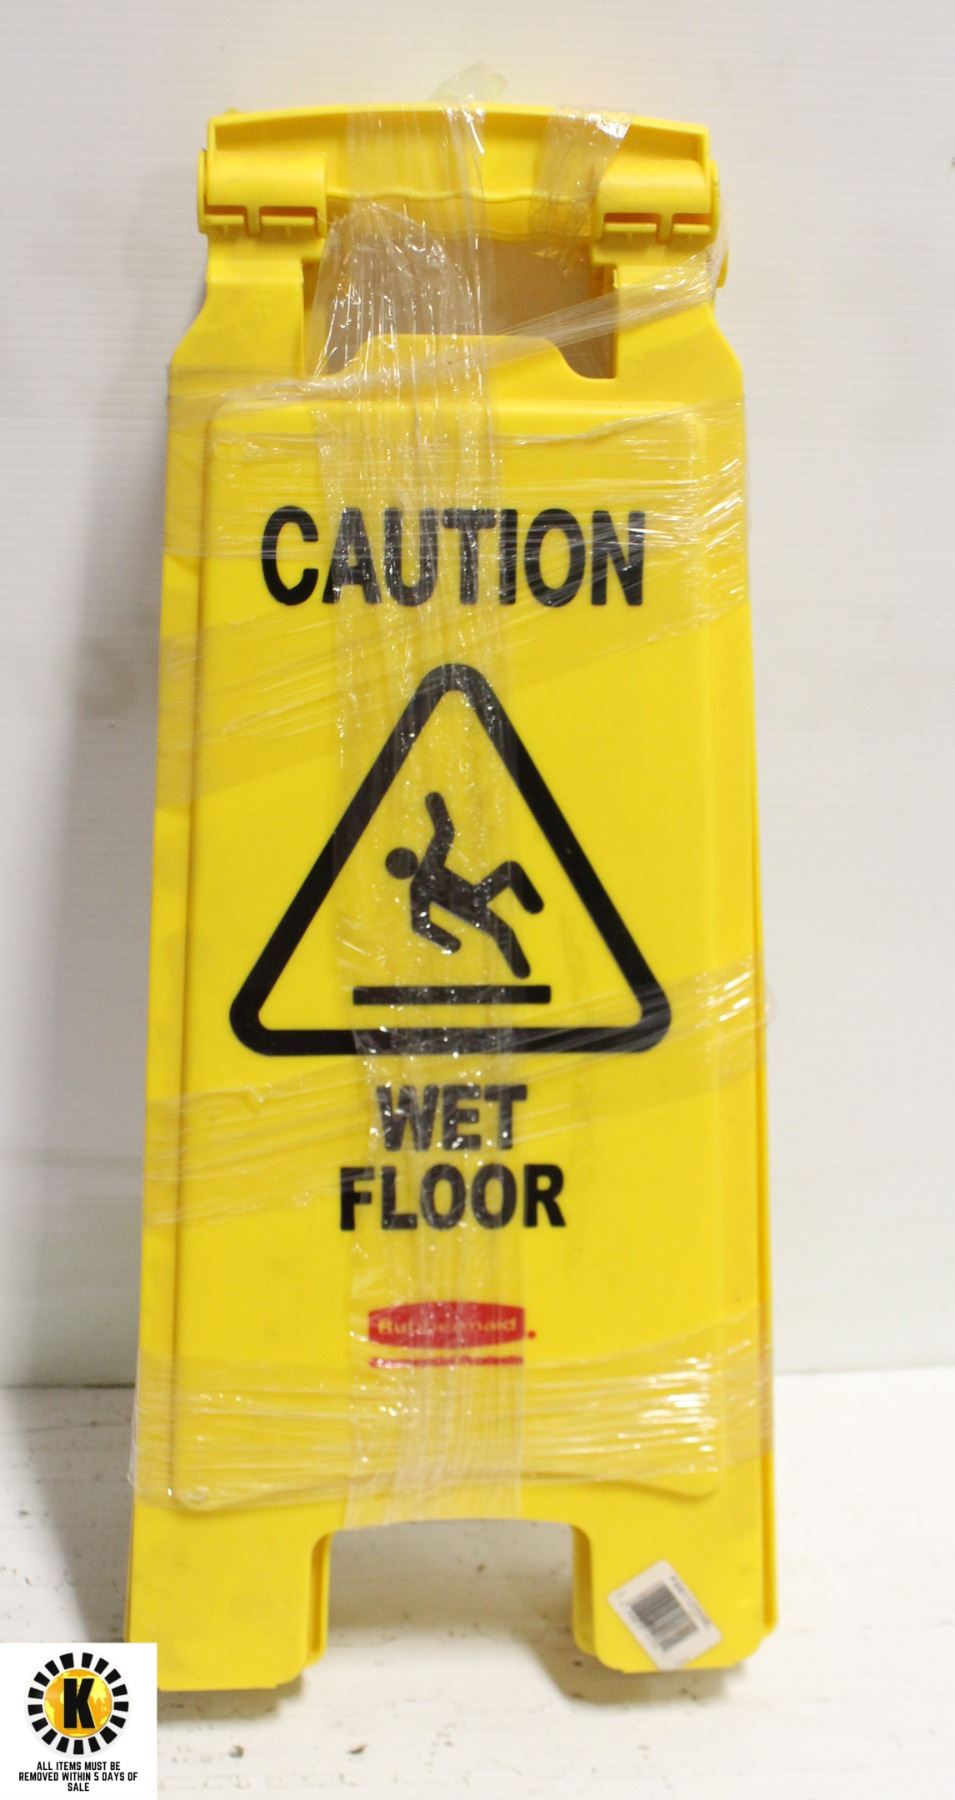 CAUTION
WET
FLOOR
Rubbermaid
Commercial Products
K
ALL ITEMS MUST BE
REMOVED WITHIN 5 DAYS OF
SALE